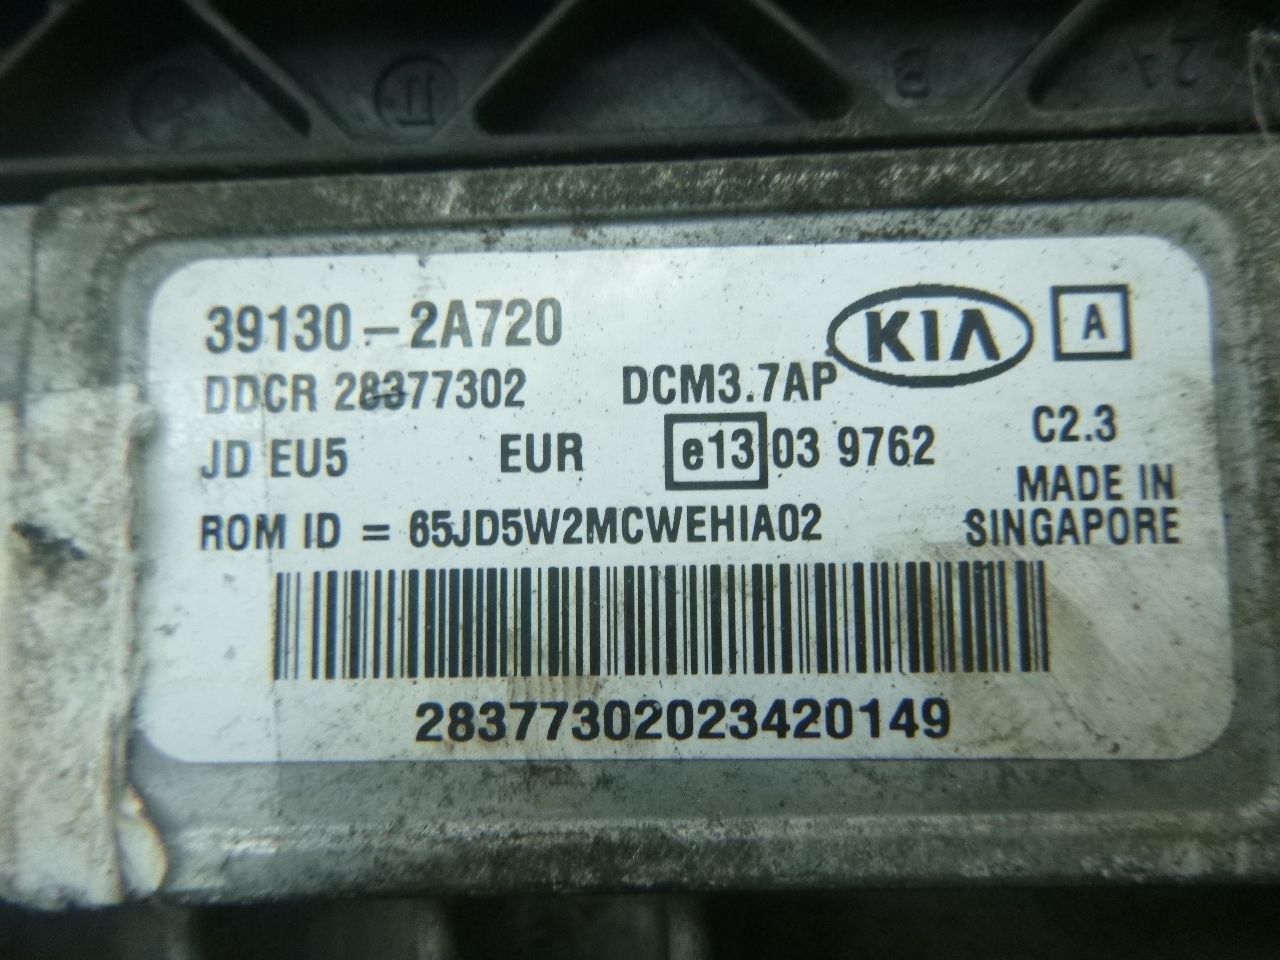 39130-2A720
KIA A
DDCR 28377302 DCM3.7AP
JD EU5 EUR e13 03 9762 C2.3
MADE IN
ROM ID = 65JD5W2MCWEHIA02 SINGAPORE
28377302023420149